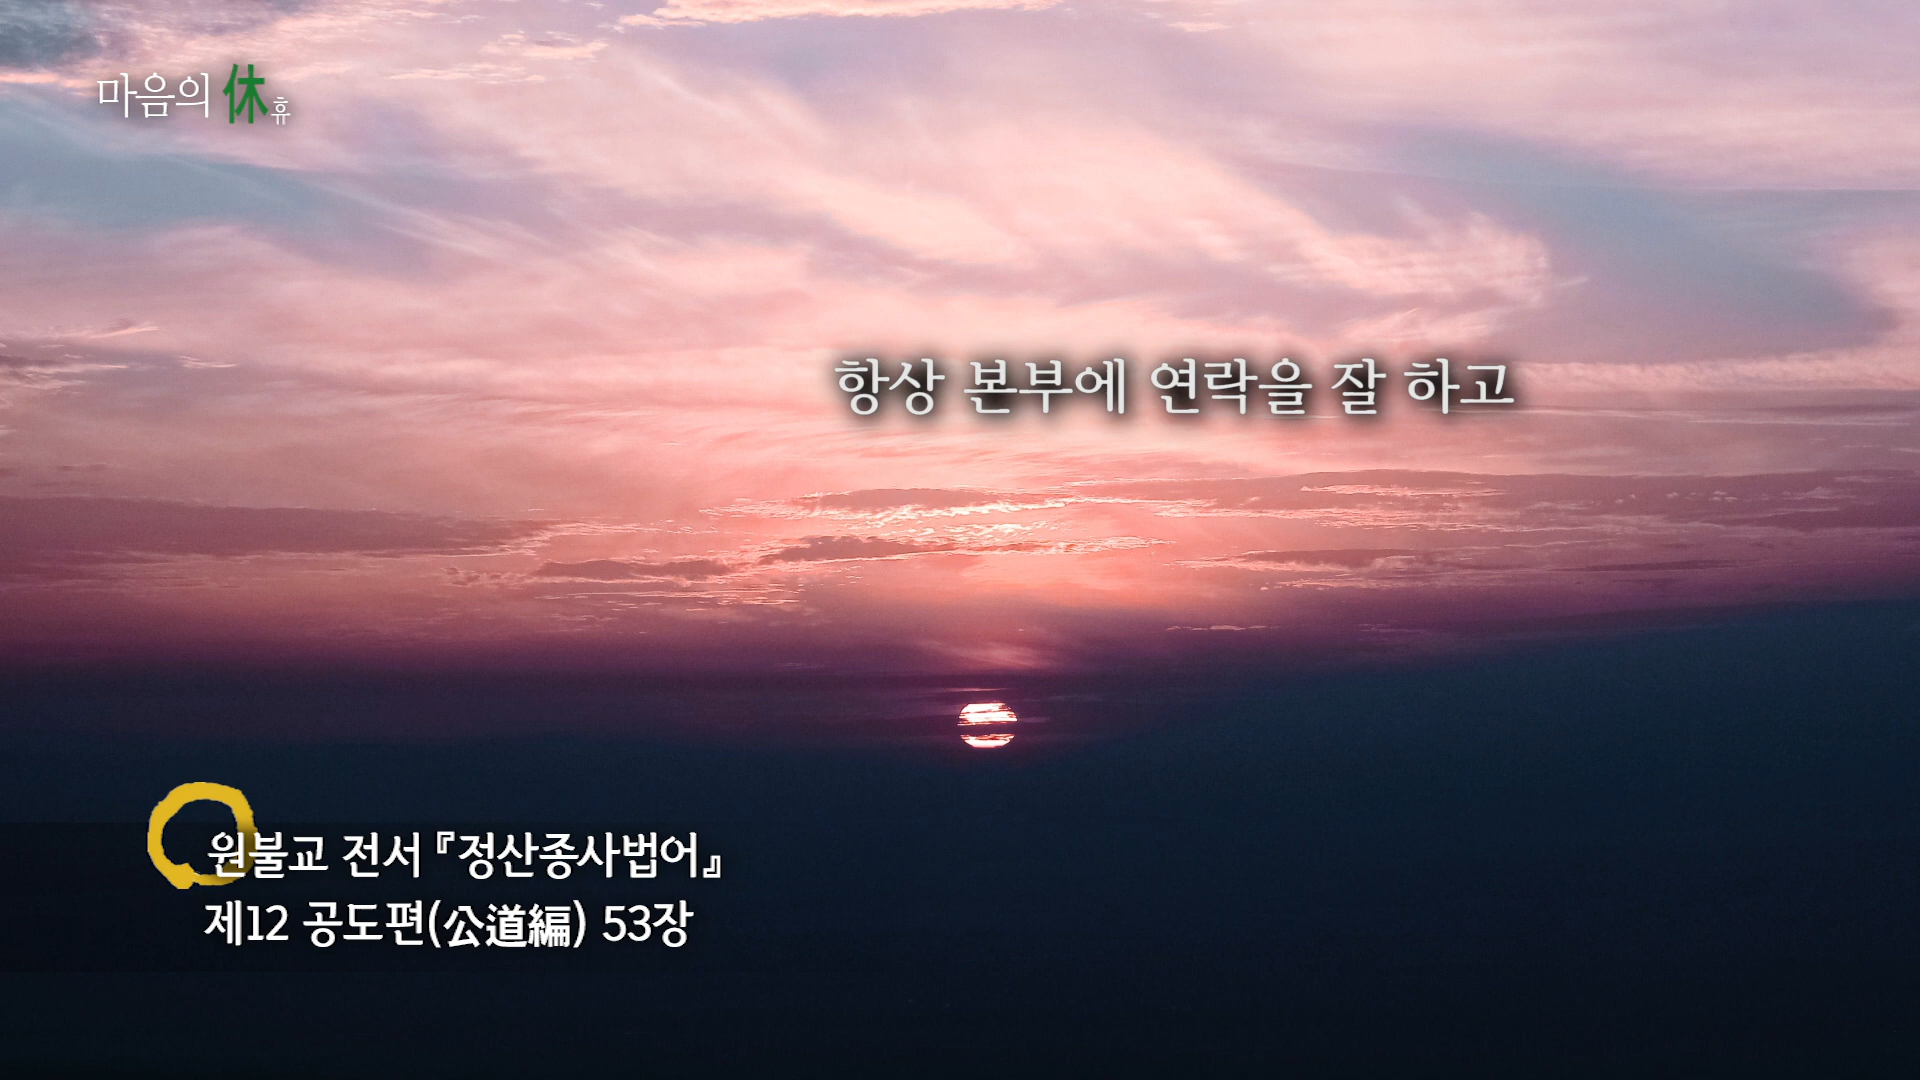 마음의 休휴
항상 본부에 연락을 잘 하고
원불교 전서『정산종사법어』
제12 공도편(公道編) 53장